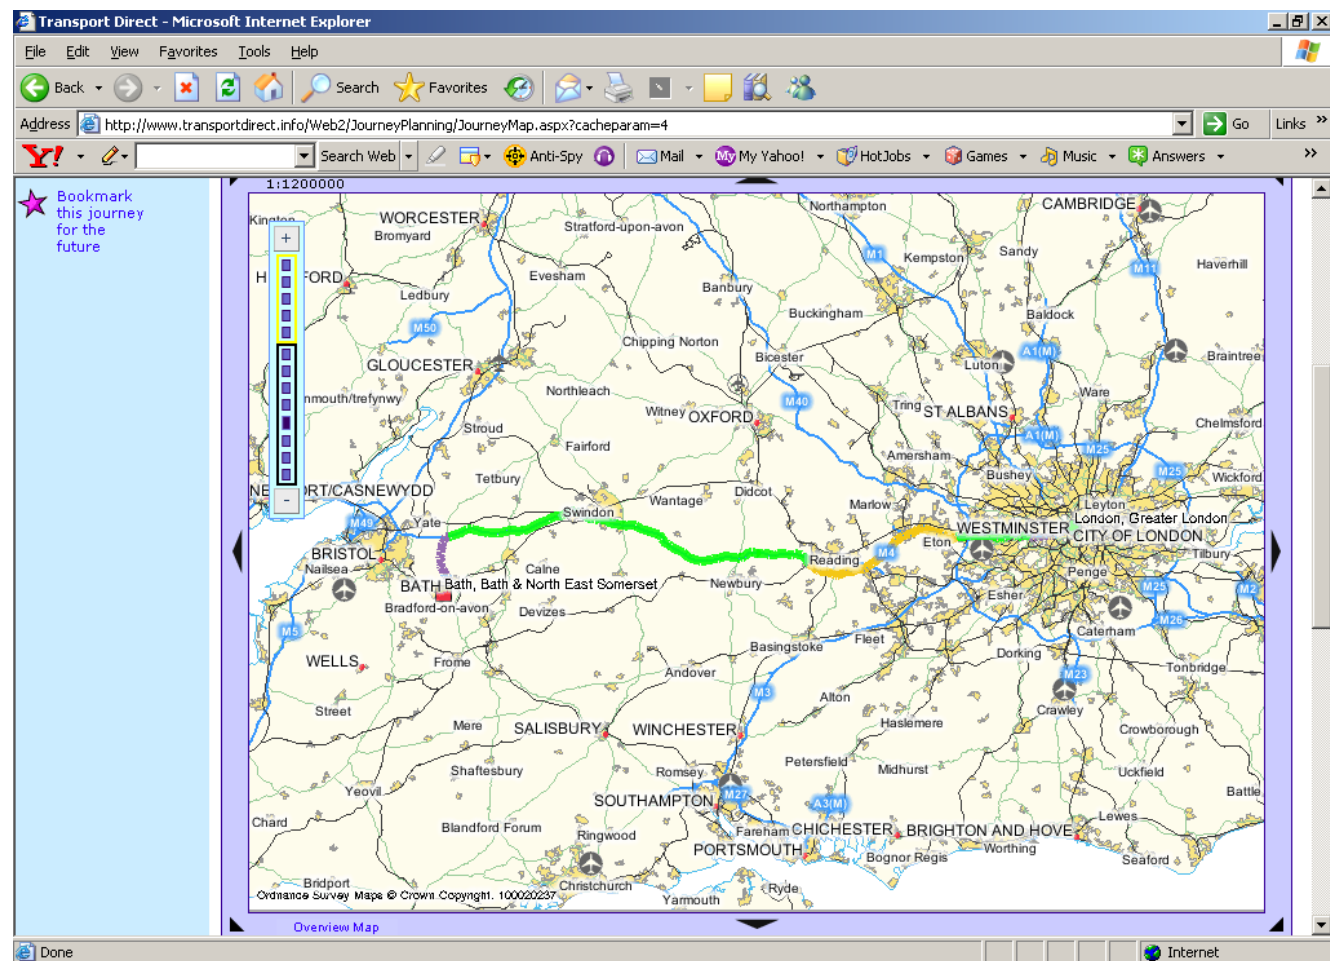 Transport Direct - Microsoft Internet Explorer
File Edit View Favorites Tools Help
Back Search Favorites
Address http://www.transportdirect.info/Web2/JourneyPlanning/JourneyMap.aspx?cacheparam=4 Go Links »
Y! Search Web Anti-Spy Mail My Yahoo! HotJobs Games Music Answers »
Bookmark
this journey
for the
future
1:1200000
Kington WORCESTER Stratford-upon-avon Northampton CAMBRIDGE
Bromyard
+ M1 Kempston Sandy M11 Haverhill
H FORD Ledbury Evesham Banbury
M50 Buckingham Baldock
Chipping Norton Bicester A1(M) Braintree
GLOUCESTER Luton
nmouth/trefynwy Northleach Witney OXFORD M40 Tring ST ALBANS Ware Chelmsford
Stroud Fairford Amersham A1(M) M25
Tetbury Wantage Didcot Bushey M25 Wickford
NE ORT/CASNEWYDD Marlow Leyton
-
M49 Yate Swindon WESTMINSTER London, Greater London
BRISTOL Reading M4 Eton CITY OF LONDON Tilbury
Nailsea Calne Penge
BATH Bath, Bath & North East Somerset Newbury Esher M25 M2
Bradford-on-avon Devizes M26
M5 Basingstoke Fleet Caterham
WELLS Frome Andover Dorking Tonbridge
M3 M23
Street Alton Crawley
Mere SALISBURY WINCHESTER Haslemere Crowborough
Shaftesbury Romsey Petersfield Midhurst Uckfield
Yeovil M27 Battle
SOUTHAMPTON A3(M)
Chard Blandford Forum Ringwood Fareham CHICHESTER BRIGHTON AND HOVE Lewes
PORTSMOUTH Bognor Regis Worthing Seaford
Bridport Christchurch Ryde
Ordnance Survey Maps © Crown Copyright. 100020237 Yarmouth
Overview Map
Done Internet